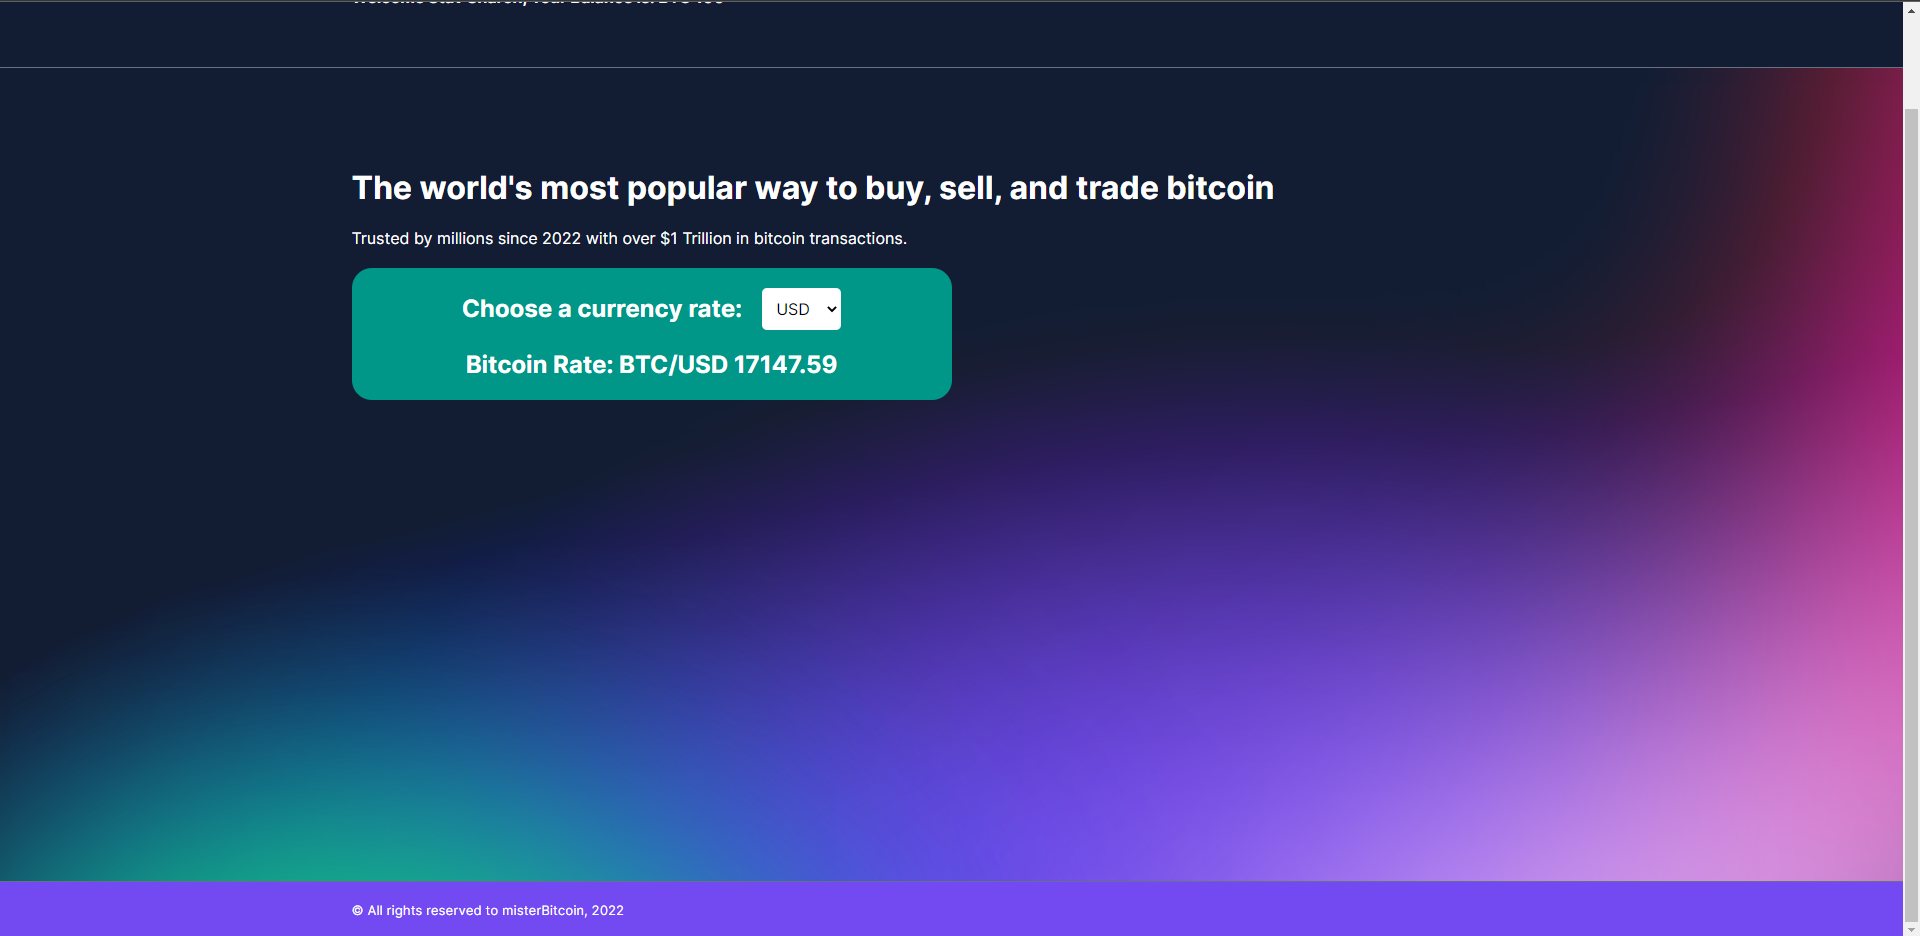 The world's most popular way to buy, sell, and trade bitcoin
Trusted by millions since 2022 with over $1 Trillion in bitcoin transactions.
Choose a currency rate: USD
Bitcoin Rate: BTC/USD 17147.59
© All rights reserved to misterBitcoin, 2022